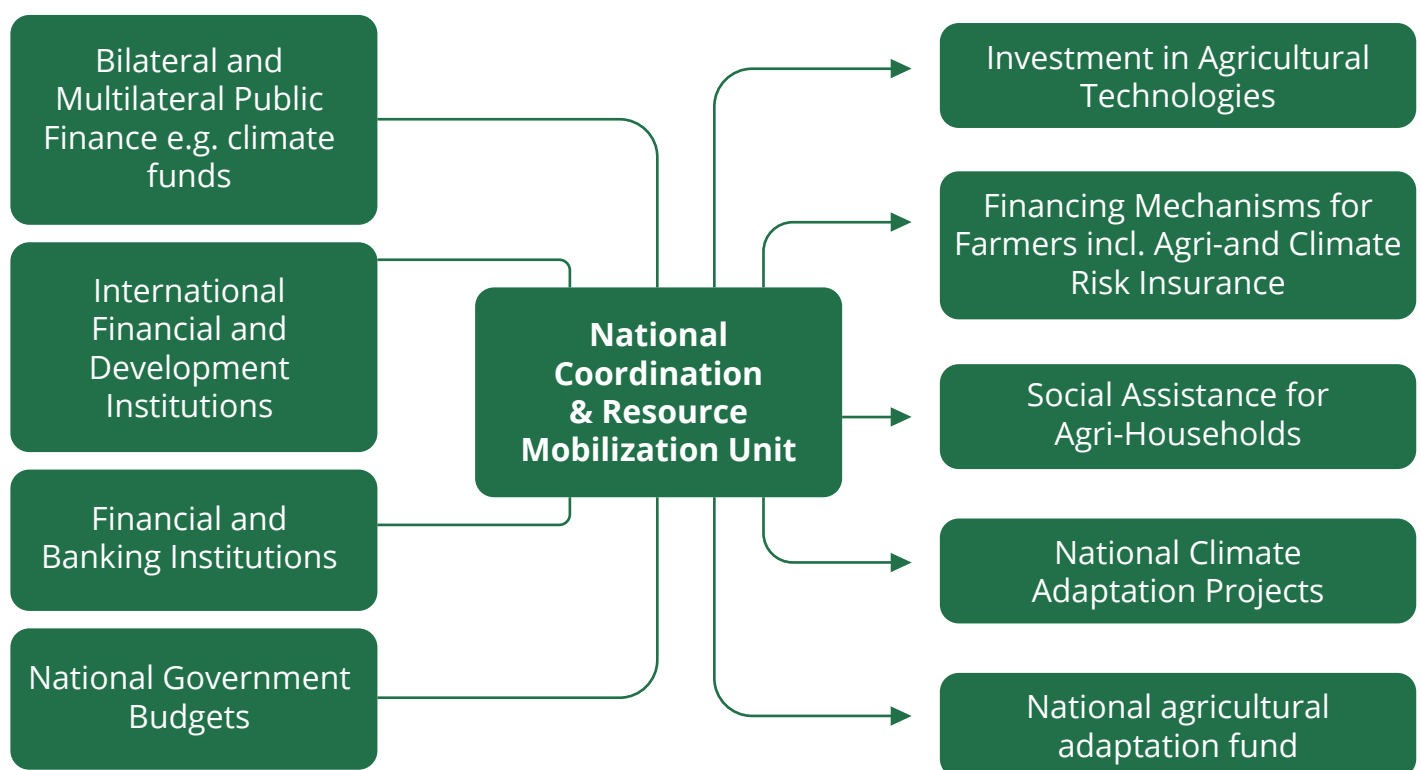 Bilateral and
Multilateral Public
Finance e.g. climate
funds
International
Financial and
Development
Institutions
Financial and
Banking Institutions
National Government
Budgets
National
Coordination
& Resource
Mobilization Unit
Investment in Agricultural
Technologies
Financing Mechanisms for
Farmers incl. Agri-and Climate
Risk Insurance
Social Assistance for
Agri-Households
National Climate
Adaptation Projects
National agricultural
adaptation fund